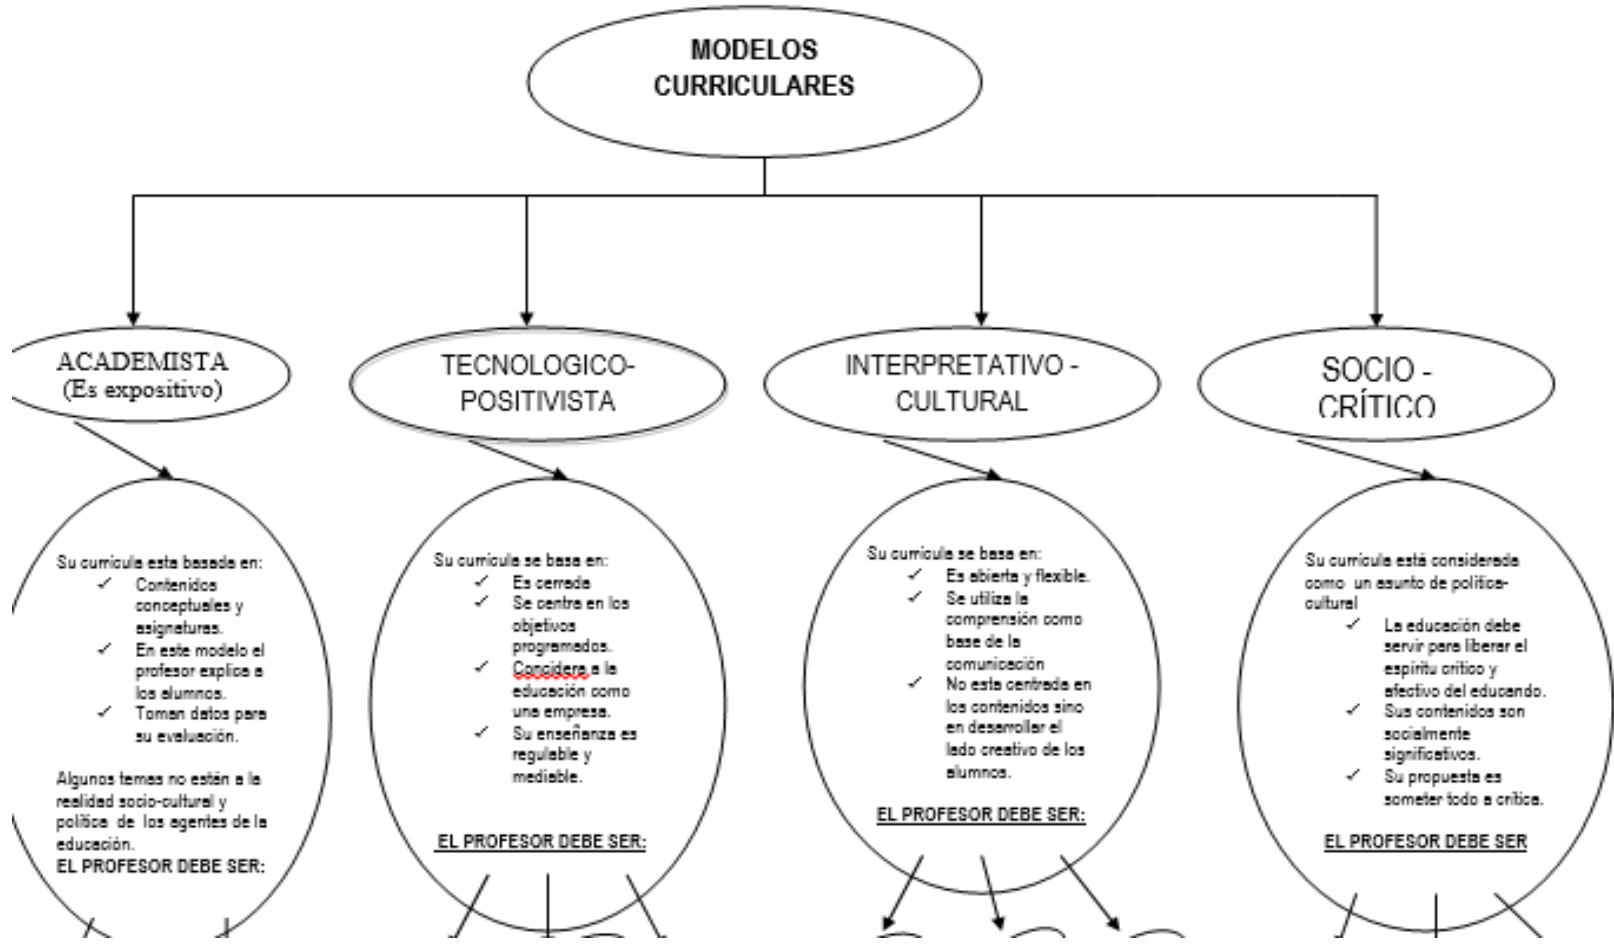 MODELOS
CURRICULARES
ACADEMISTA
(Es expositivo)
TECNOLOGICO-
POSITIVISTA
INTERPRETATIVO -
CULTURAL
SOCIO -
CRÍTICO
Su curricula esta basada en:
✓ Contenidos
conceptuales y
asignaturas.
✓ En este modelo el
profesor explica a
los alumnos.
✓ Toman datos para
su evaluación.
Algunos temas no están a la
realidad socio-cultural y
política de los agentes de la
educación.
EL PROFESOR DEBE SER:
Su curricula se basa en:
✓ Es cerrada
✓ Se centra en los
objetivos
programados.
✓ Concidera a la
educación como
una empresa.
✓ Su enseñanza es
regulable y
mediable.
EL PROFESOR DEBE SER:
Su curricula se basa en:
✓ Es abierta y flexible.
✓ Se utiliza la
comprensión como
base de la
comunicación
✓ No esta centrada en
los contenidos sino
en desarrollar el
lado creativo de los
alumnos.
EL PROFESOR DEBE SER:
Su curricula está considerada
como un asunto de política-
cultural
✓ La educación debe
servir para liberar el
espíritu crítico y
afectivo del educando.
✓ Sus contenidos son
socialmente
significativos.
✓ Su propuesta es
someter todo a crítica.
EL PROFESOR DEBE SER